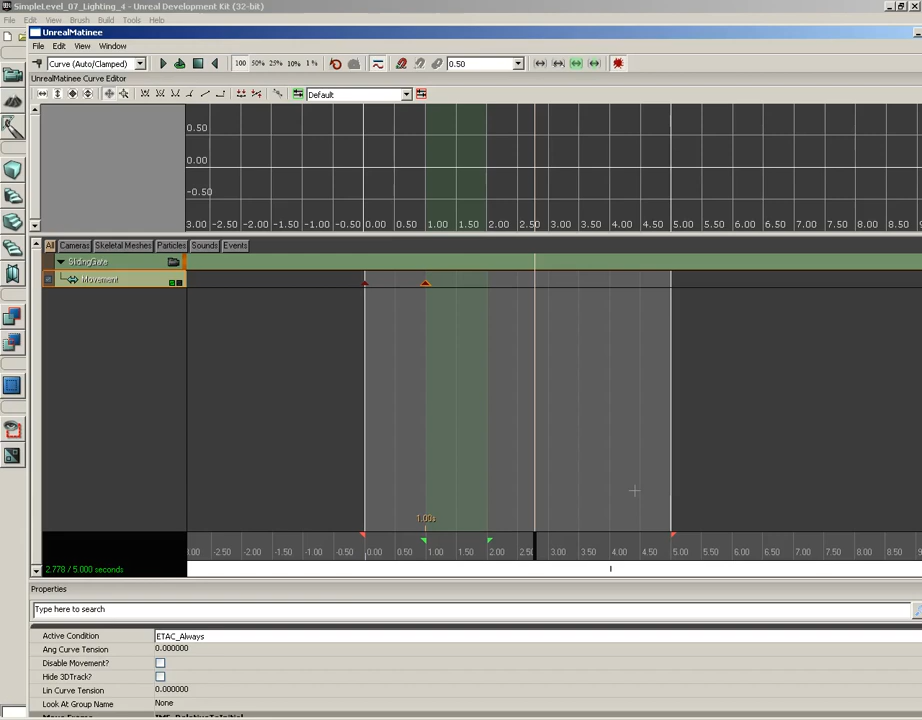 SimpleLevel_07_Lighting_4 - Unreal Development Kit (32-bit)
File Edit View Brush Build Tools Help
UnrealMatinee
File Edit View Window
Curve (Auto/Clamped) 100 50% 25% 10% 1% 0.50
UnrealMatinee Curve Editor
Default
0.50
0.00
-0.50
3.00 -2.50 -2.00 -1.50 -1.00 -0.50 0.00 0.50 1.00 1.50 2.00 2.50 3.00 3.50 4.00 4.50 5.00 5.50 6.00 6.50 7.00 7.50 8.00 8.50
All Cameras Skeletal Meshes Particles Sounds Events
SlidingGate
Movement
1.00s
.00 -2.50 -2.00 -1.50 -1.00 -0.50 0.00 0.50 1.00 1.50 2.00 2.50 3.00 3.50 4.00 4.50 5.00 5.50 6.00 6.50 7.00 7.50 8.00 8.50
2.778 / 5.000 seconds
Properties
Type here to search
Active Condition ETAC_Always
Ang Curve Tension 0.000000
Disable Movement?
Hide 3DTrack?
Lin Curve Tension 0.000000
Look At Group Name None
Move Frame IMF_RelativeToInitial